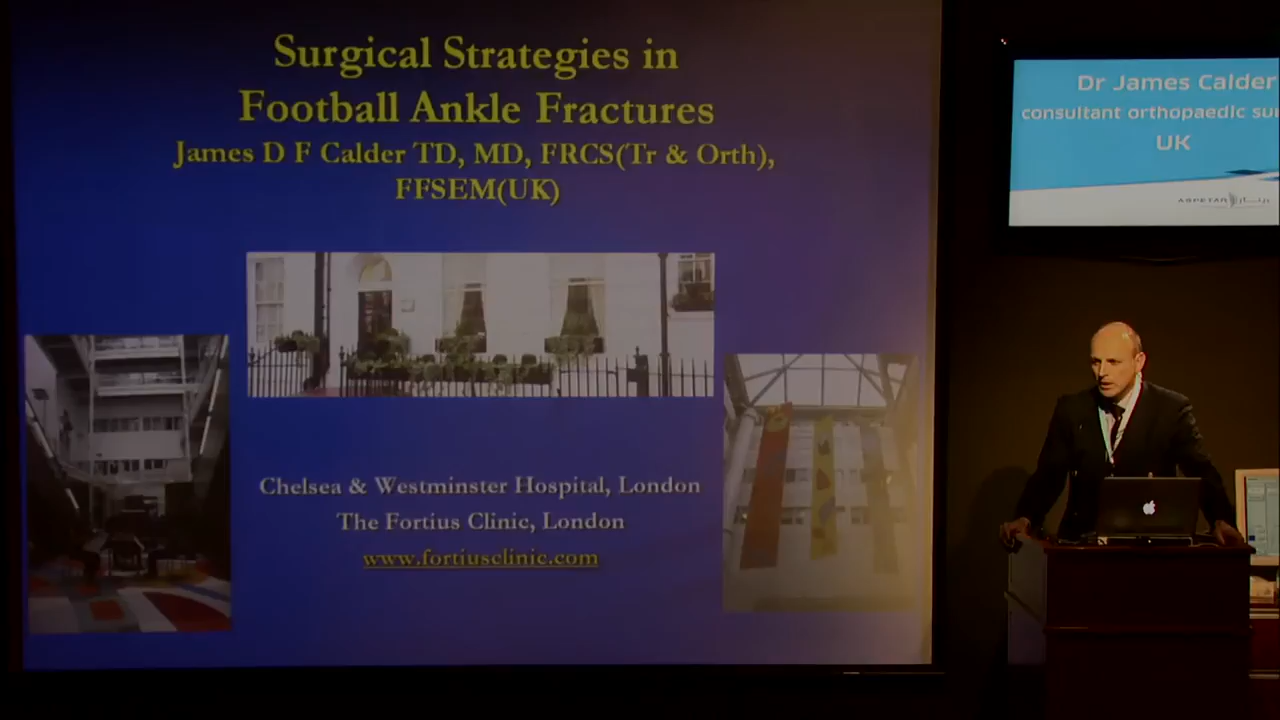 Surgical Strategies in
Football Ankle Fractures
James D F Calder TD, MD, FRCS(Tr & Orth),
FFSEM(UK)
Chelsea & Westminster Hospital, London
The Fortius Clinic, London
www.fortiusclinic.com
Dr James Calder
consultant orthopaedic su
UK
ASPETAR سبيتار